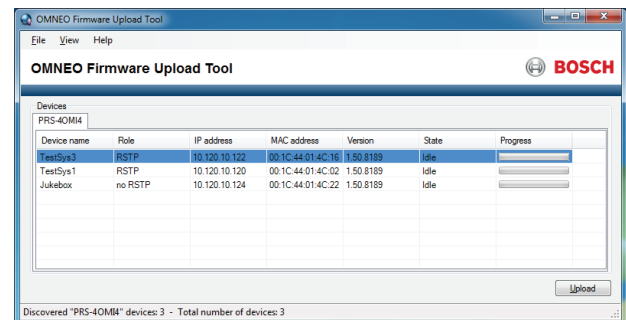 OMNEO Firmware Upload Tool
File View Help
OMNEO Firmware Upload Tool BOSCH
Devices
PRS-4OMI4
Device name Role IP address MAC address Version State Progress
TestSys3 RSTP 10.120.10.122 00:1C:44:01:4C:16 1.50.8189 Idle
TestSys1 RSTP 10.120.10.120 00:1C:44:01:4C:02 1.50.8189 Idle
Jukebox no RSTP 10.120.10.124 00:1C:44:01:4C:22 1.50.8189 Idle
Upload
Discovered "PRS-4OMI4" devices: 3 - Total number of devices: 3